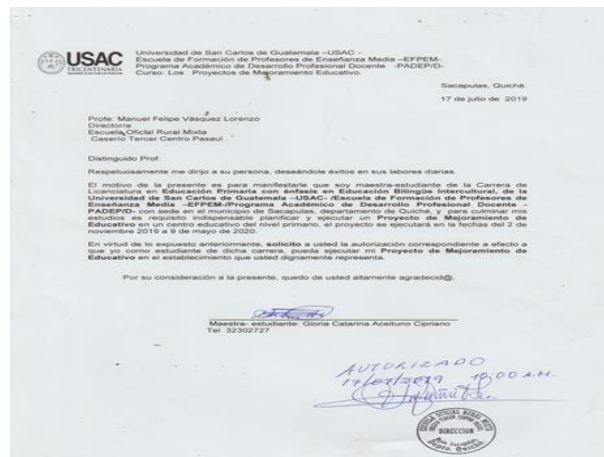 USAC
TRICENTENARIA
Universidad de San Carlos de Guatemala –USAC -
Escuela de Formación de Profesores de Enseñanza Media –EFPEM-
Programa Académico de Desarrollo Profesional Docente -PADEP/D-
Curso: Los Proyectos de Mejoramiento Educativo.
Sacapulas, Quiché.
17 de julio de 2019
Profe: Manuel Felipe Vásquez Lorenzo
Director/a
Escuela Oficial Rural Mixta
Caserío Tercer Centro Pasaul
Distinguido Prof.
Respetuosamente me dirijo a su persona, deseándole éxitos en sus labores diarias.
El motivo de la presente es para manifestarle que soy maestra-estudiante de la Carrera de
Licenciatura en Educación Primaria con énfasis en Educación Bilingüe Intercultural, de la
Universidad de San Carlos de Guatemala –USAC- /Escuela de Formación de Profesores de
Enseñanza Media –EFPEM-/Programa Académico de Desarrollo Profesional Docente -
PADEP/D- con sede en el municipio de Sacapulas, departamento de Quiché, y para culminar mis
estudios es requisito indispensable planificar y ejecutar un Proyecto de Mejoramiento de
Educativo en un centro educativo del nivel primario, el proyecto se ejecutará en la fechas del 2 de
noviembre 2019 a 9 de mayo de 2020.
En virtud de lo expuesto anteriormente, solicito a usted la autorización correspondiente a efecto a
que yo como estudiante de dicha carrera, pueda ejecutar mi Proyecto de Mejoramiento de
Educativo en el establecimiento que usted dignamente representa.
Por su consideración a la presente, quedo de usted altamente agradecid@.
Maestra- estudiante: Gloria Catarina Aceituno Cipriano
Tel. 32302727
AUTORIZADO
17/07/2019 10:00 A.M.
ESCUELA OFICIAL RURAL MIXTA
DIRECCION
Depto. Quiché.